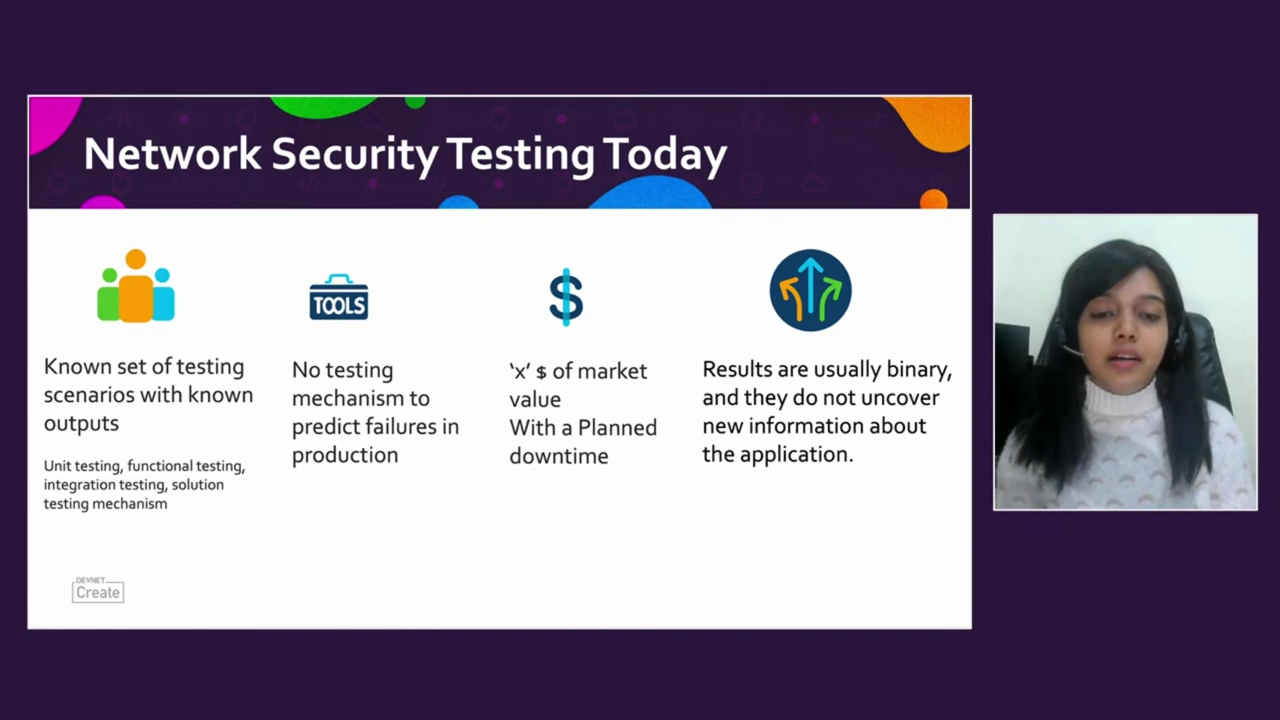 Network Security Testing Today
TOOLS
$
Known set of testing
scenarios with known
outputs
Unit testing, functional testing,
integration testing, solution
testing mechanism
No testing
mechanism to
predict failures in
production
‘x’ $ of market
value
With a Planned
downtime
Results are usually binary,
and they do not uncover
new information about
the application.
DEVNET
Create